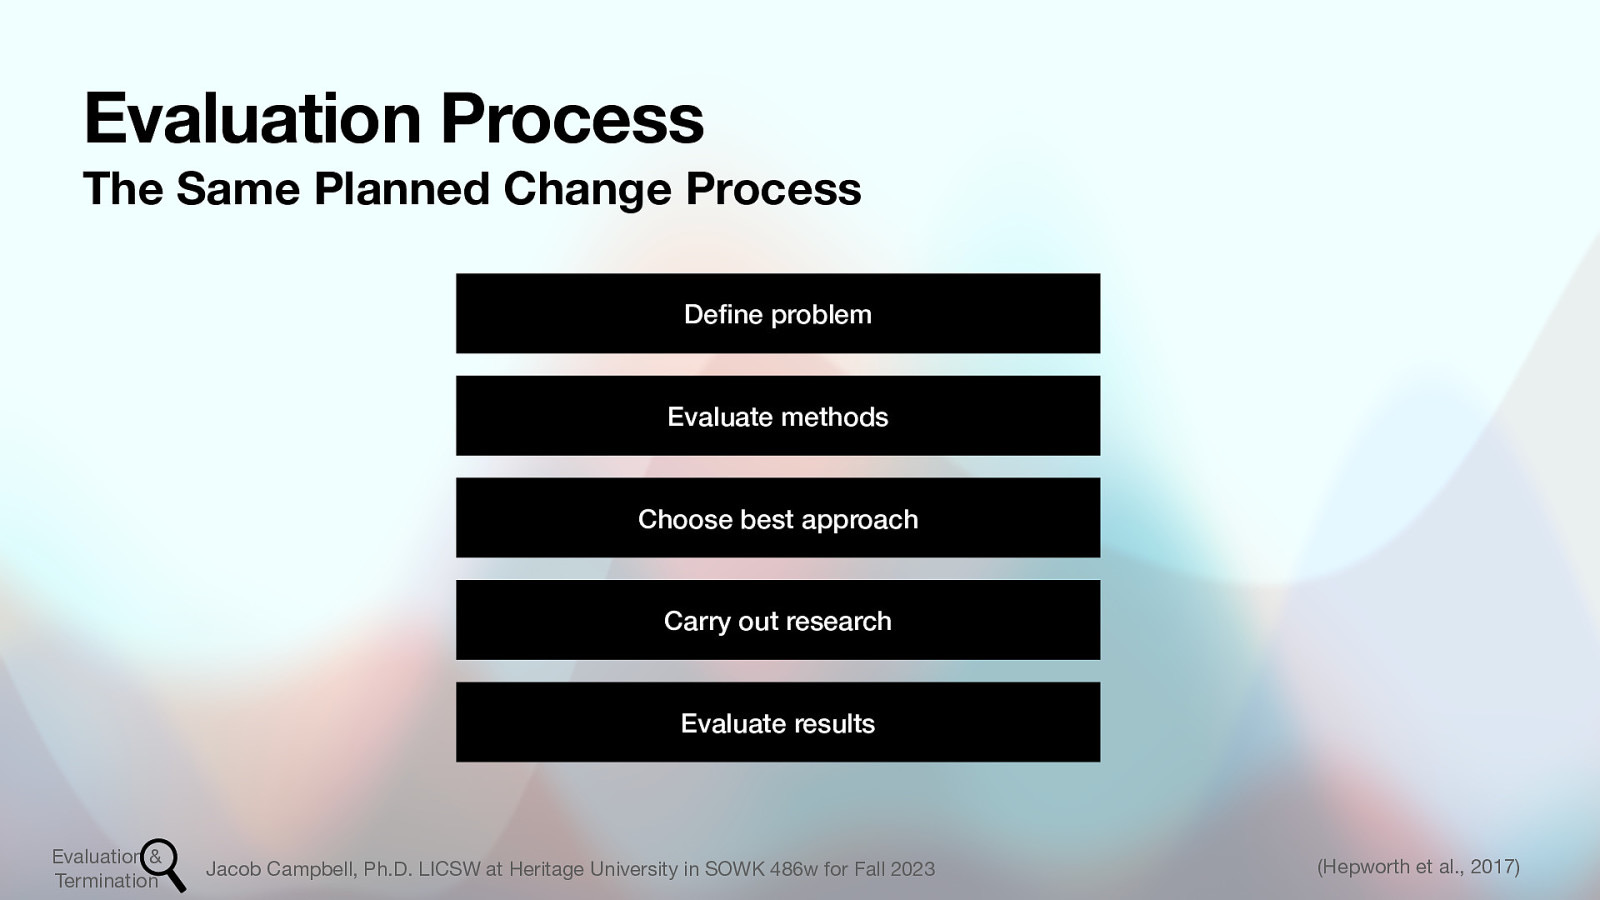 Evaluation Process
The Same Planned Change Process
Define problem
Evaluate methods
Choose best approach
Carry out research
Evaluate results
Evaluation &
Termination
Jacob Campbell, Ph.D. LICSW at Heritage University in SOWK 486w for Fall 2023
(Hepworth et al., 2017)